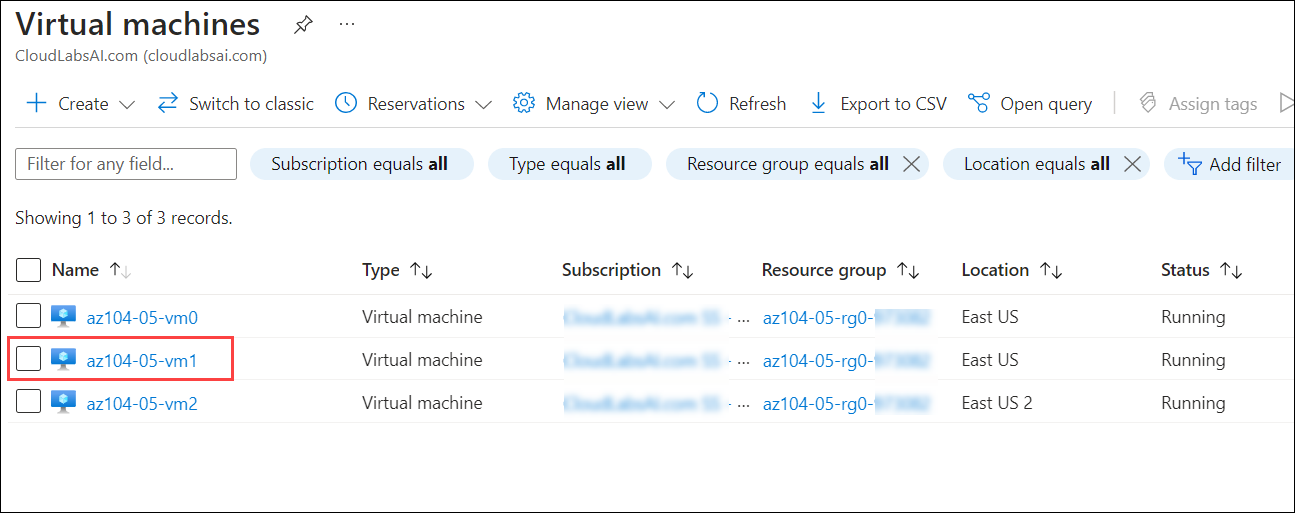 Virtual machines ...
CloudLabsAI.com (cloudlabsai.com)
Create Switch to classic Reservations Manage view Refresh Export to CSV Open query Assign tags
Filter for any field... Subscription equals all Type equals all Resource group equals all Location equals all Add filter
Showing 1 to 3 of 3 records.
Name Type Subscription Resource group Location Status
az104-05-vm0 Virtual machine ... az104-05-rg0- East US Running
az104-05-vm1 Virtual machine ... az104-05-rg0- East US Running
az104-05-vm2 Virtual machine ... az104-05-rg0- East US 2 Running